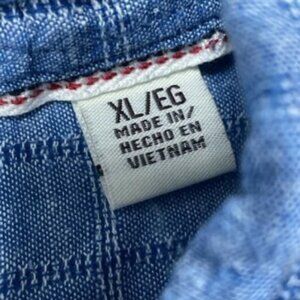 XL/EG
MADE IN/
HECHO EN
VIETNAM